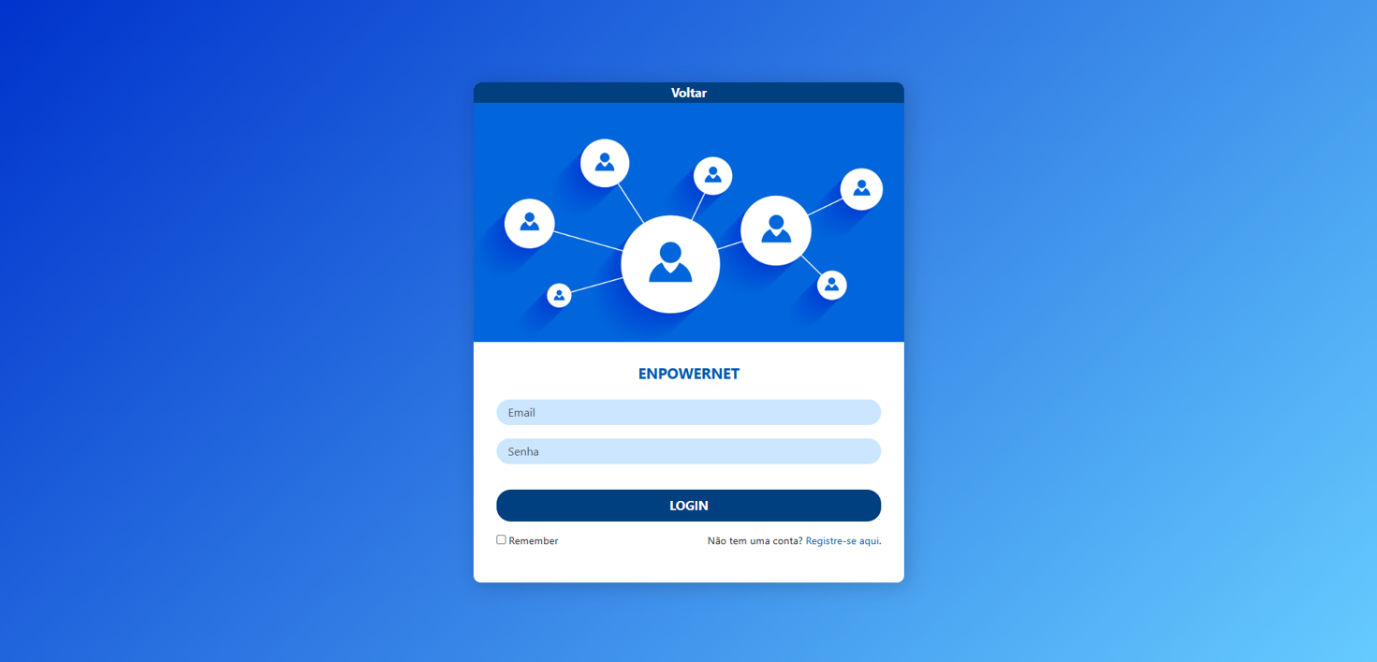 Voltar
ENPOWERNET
Email
Senha
LOGIN
Remember
Não tem uma conta? Registre-se aqui.